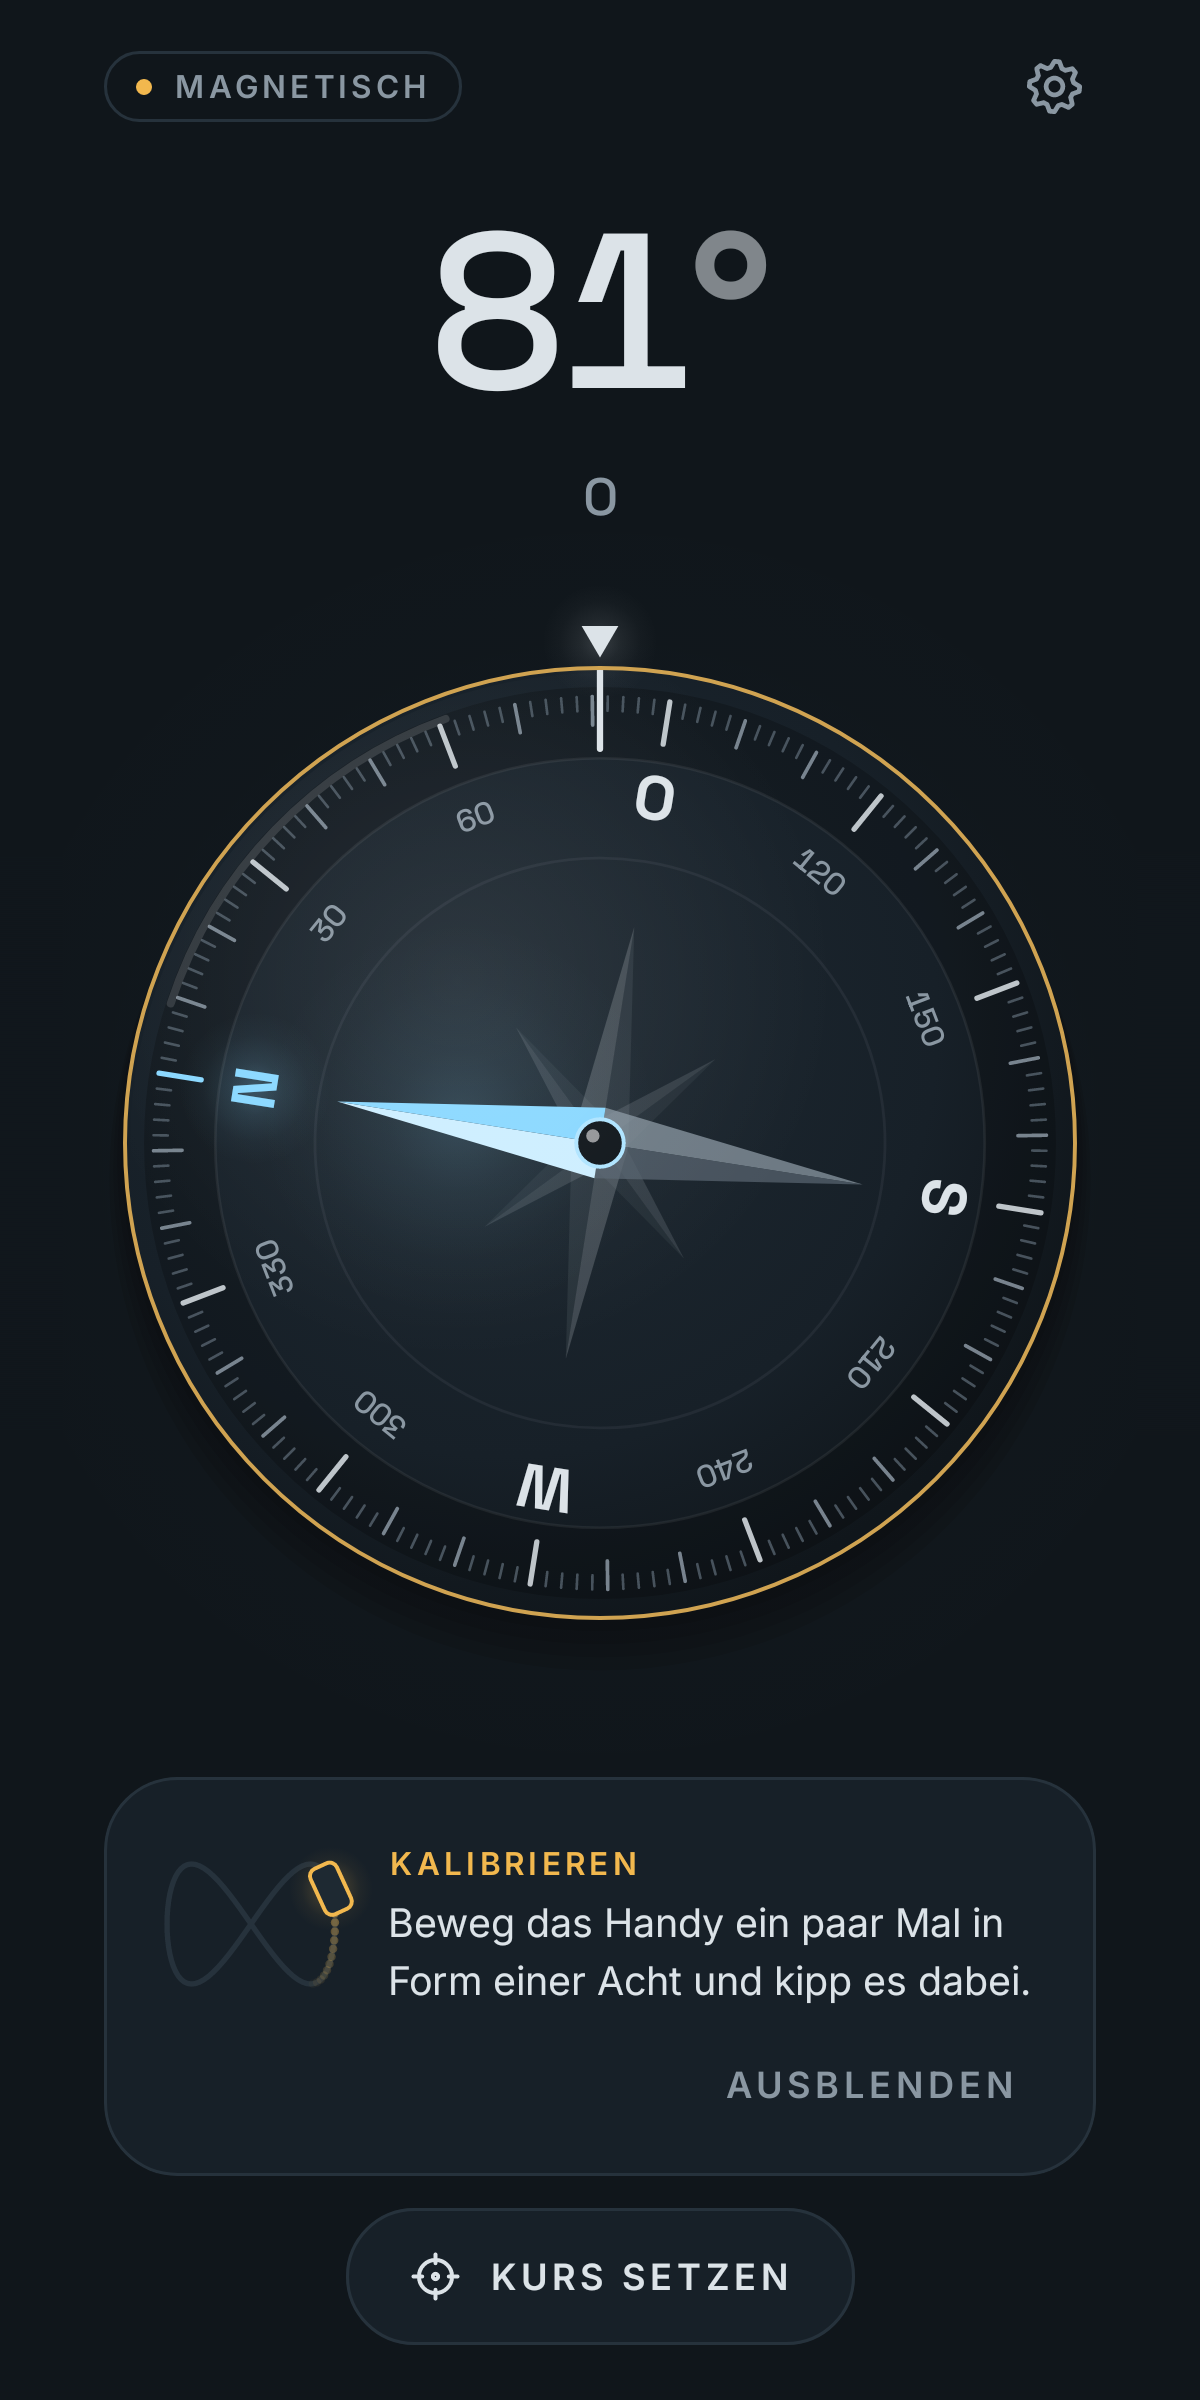 MAGNETISCH
81°
O
60
O
120
30
150
N
S
330
210
300
W
240
KALIBRIEREN
Beweg das Handy ein paar Mal in
Form einer Acht und kipp es dabei.
AUSBLENDEN
KURS SETZEN